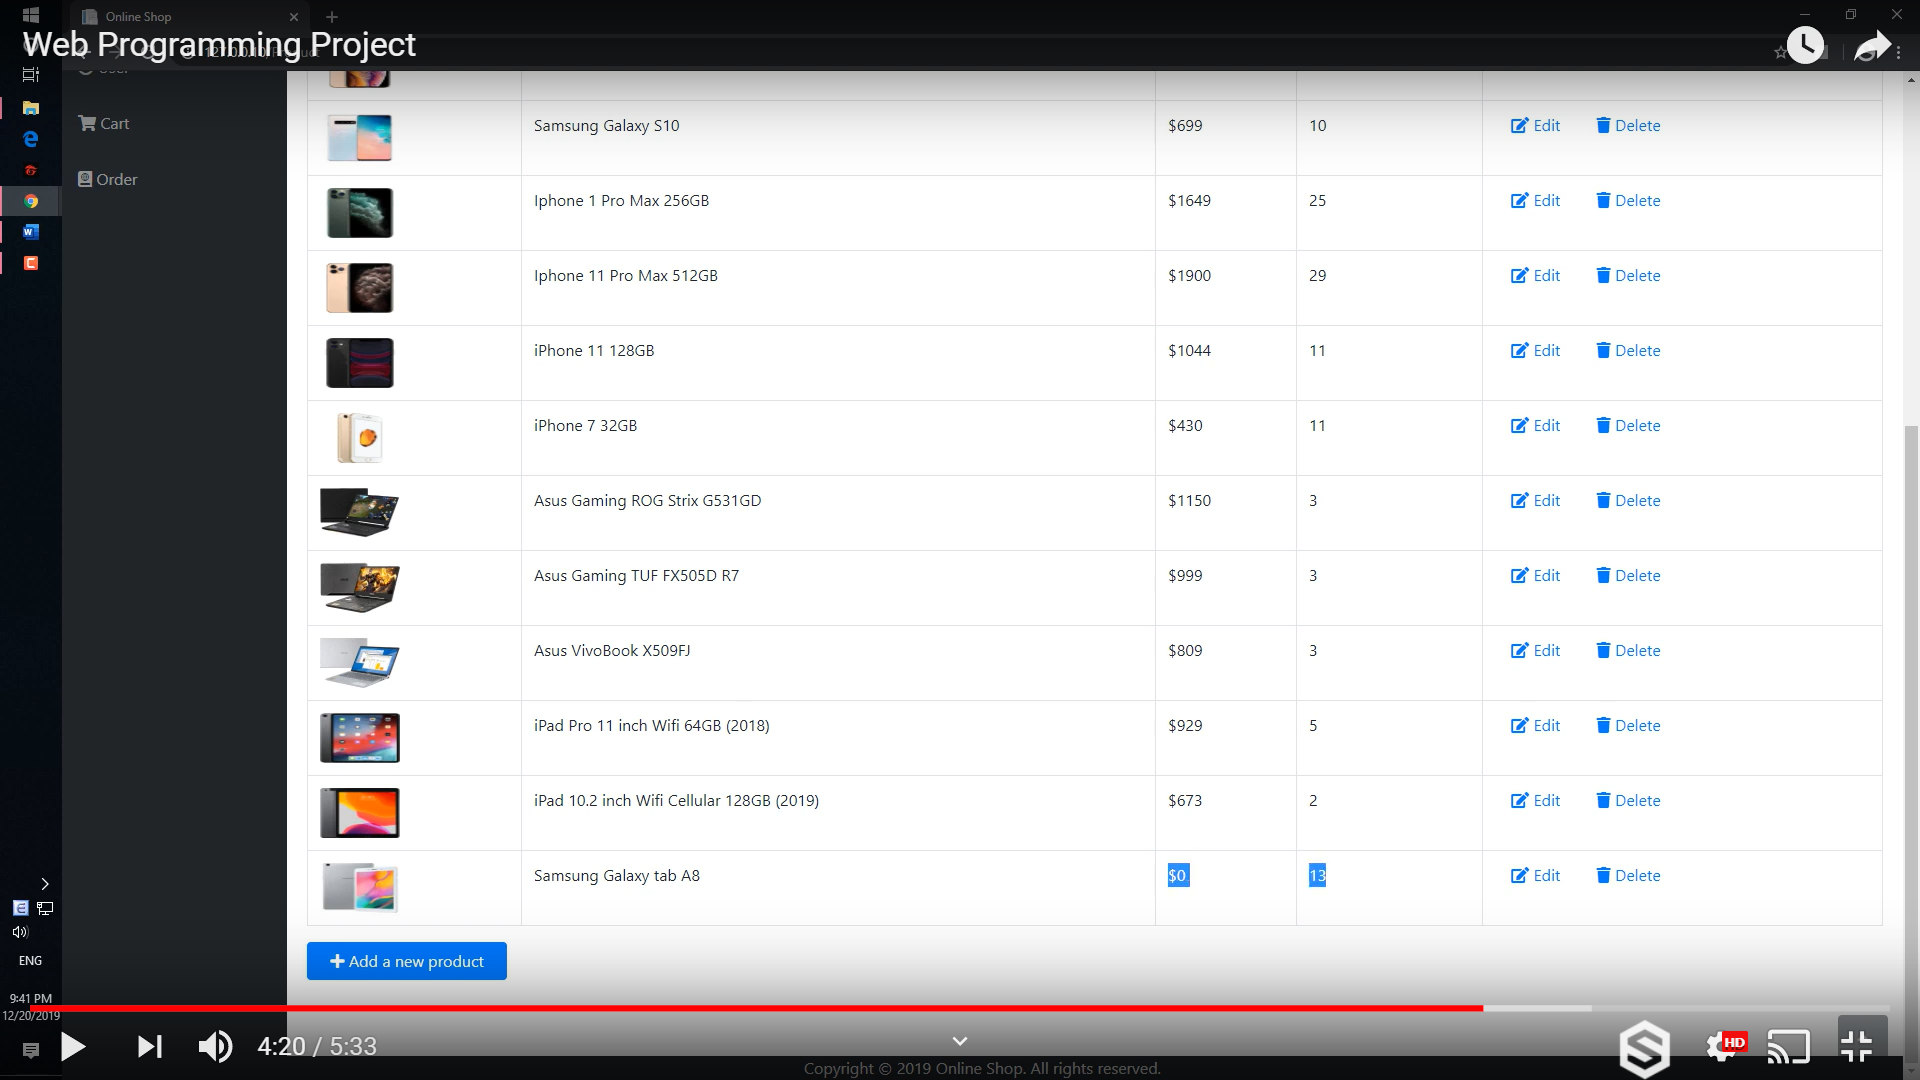 Online Shop
Web Programming Project
Cart
Order
Samsung Galaxy S10 $699 10 Edit Delete
Iphone 1 Pro Max 256GB $1649 25 Edit Delete
Iphone 11 Pro Max 512GB $1900 29 Edit Delete
iPhone 11 128GB $1044 11 Edit Delete
iPhone 7 32GB $430 11 Edit Delete
Asus Gaming ROG Strix G531GD $1150 3 Edit Delete
Asus Gaming TUF FX505D R7 $999 3 Edit Delete
Asus VivoBook X509FJ $809 3 Edit Delete
iPad Pro 11 inch Wifi 64GB (2018) $929 5 Edit Delete
iPad 10.2 inch Wifi Cellular 128GB (2019) $673 2 Edit Delete
Samsung Galaxy tab A8 $0 13 Edit Delete
Add a new product
ENG
9:41 PM
12/20/2019
4:20 / 5:33
HD
Copyright © 2019 Online Shop. All rights reserved.